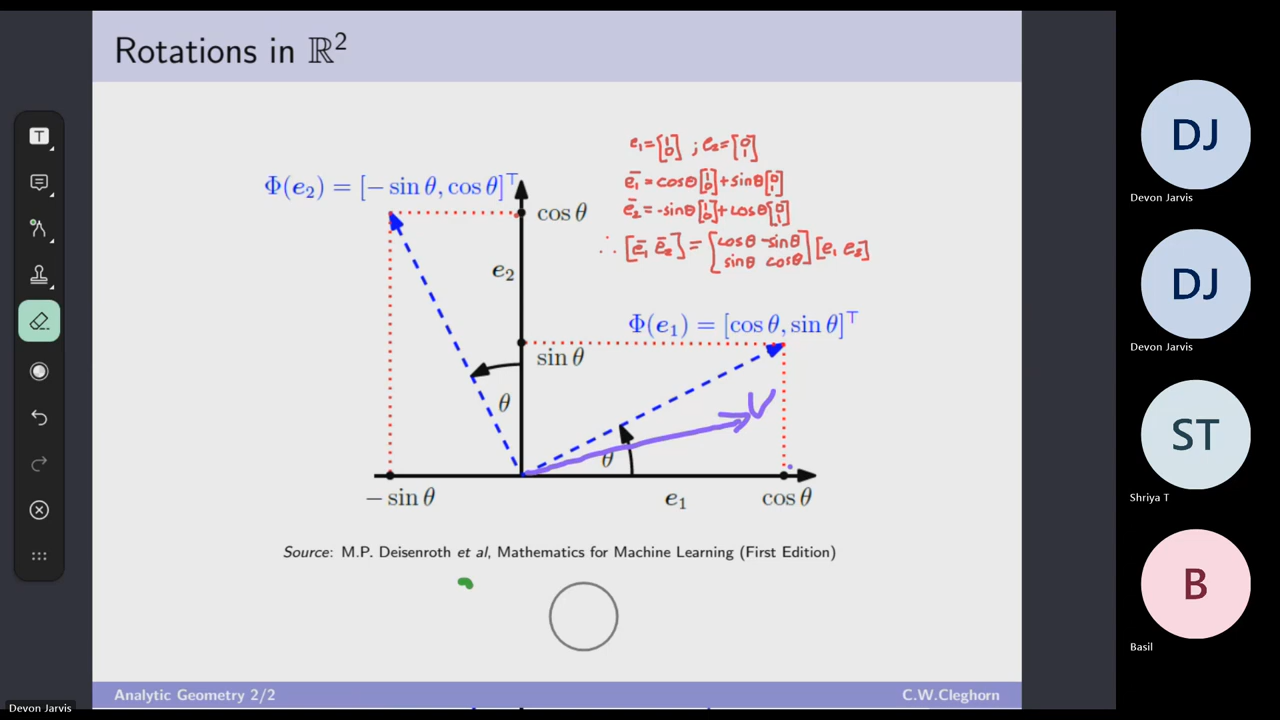 Rotations in ℝ²
e₁=[1 0] ; e₂=[0 1]
ē₁=cosθ[1 0]+sinθ[0 1]
ē₂=-sinθ[1 0]+cosθ[0 1]
∴ [ē₁ ē₂]=[cosθ -sinθ
sinθ cosθ][e₁ e₂]
Φ(e₂) = [− sin θ, cos θ]⊤
cos θ
e₂
Φ(e₁) = [cos θ, sin θ]⊤
sin θ
θ
V
θ
− sin θ
e₁
cos θ
Source: M.P. Deisenroth et al, Mathematics for Machine Learning (First Edition)
Analytic Geometry 2/2
C.W.Cleghorn
Devon Jarvis
T
DJ
Devon Jarvis
DJ
Devon Jarvis
ST
Shriya T
B
Basil